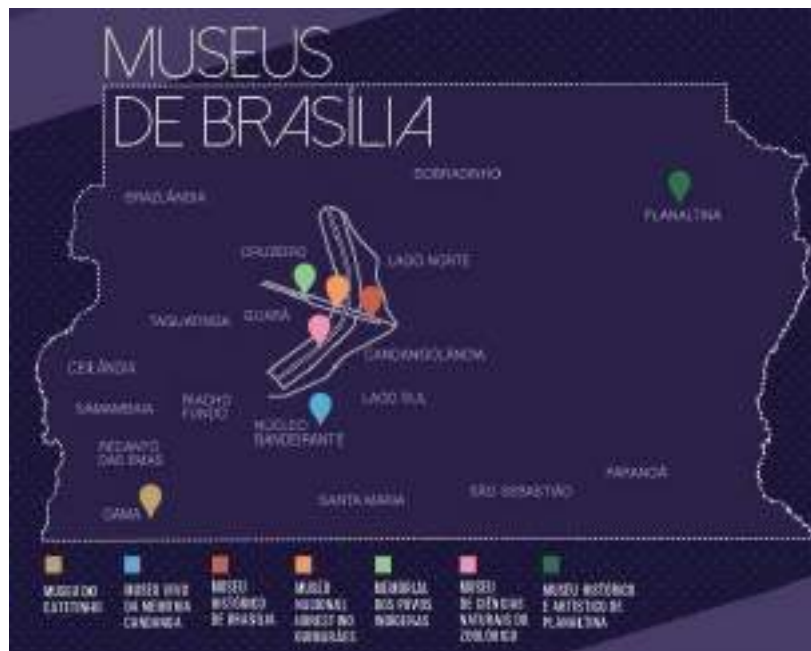 MUSEUS
DE BRASÍLIA
SOBRADINHO
BRAZLÂNDIA
PLANALTINA
CRUZEIRO
LAGO NORTE
TAGUATINGA
GUARÁ
CANDANGOLÂNDIA
CEILÂNDIA
SAMAMBAIA
RIACHO
FUNDO
LAGO SUL
NÚCLEO
BANDEIRANTE
RECANTO
DAS EMAS
PARANOÁ
SÃO SEBASTIÃO
SANTA MARIA
GAMA
MUSEU DO
CATETINHO
MUSEU VIVO
DA MEMÓRIA
CANDANGA
MUSEU
HISTÓRICO
DE BRASÍLIA
MUSEU
NACIONAL
HONESTINO
GUIMARÃES
MEMORIAL
DOS POVOS
INDÍGENAS
MUSEU
DE CIÊNCIAS
NATURAIS DO
ZOOLÓGICO
MUSEU HISTÓRICO
E ARTÍSTICO DE
PLANALTINA